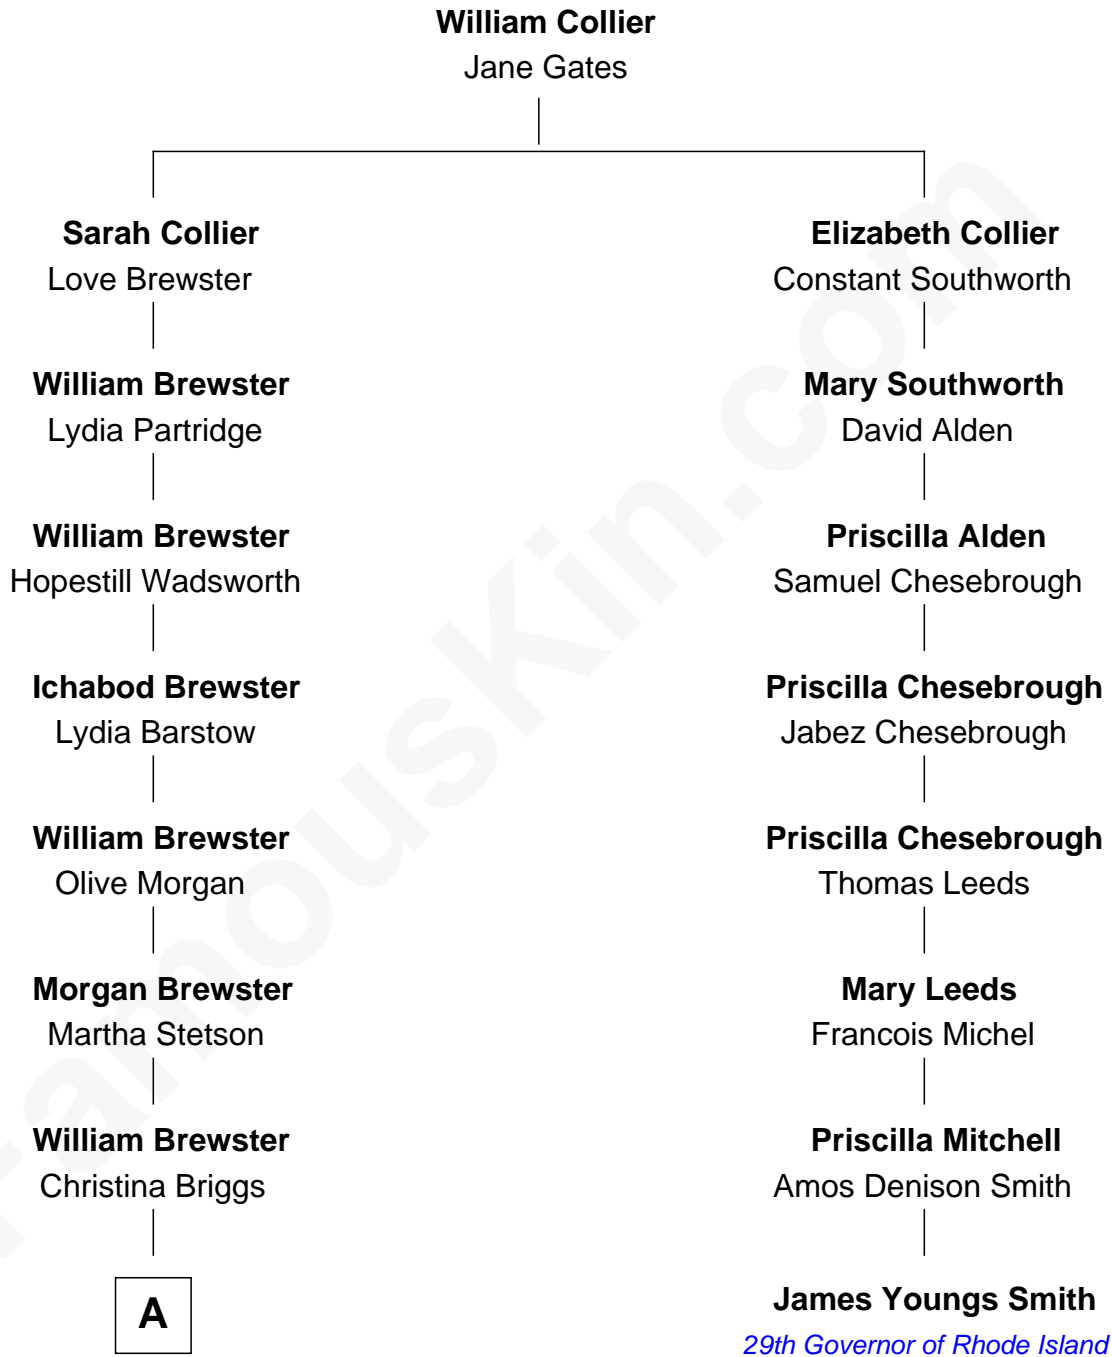 William Collier
Jane Gates
Sarah Collier
Love Brewster
Elizabeth Collier
Constant Southworth
William Brewster
Lydia Partridge
Mary Southworth
David Alden
William Brewster
Hopestill Wadsworth
Priscilla Alden
Samuel Chesebrough
Ichabod Brewster
Lydia Barstow
Priscilla Chesebrough
Jabez Chesebrough
William Brewster
Olive Morgan
Priscilla Chesebrough
Thomas Leeds
Morgan Brewster
Martha Stetson
Mary Leeds
Francois Michel
William Brewster
Christina Briggs
Priscilla Mitchell
Amos Denison Smith
A
James Youngs Smith
29th Governor of Rhode Island
FamousKin.com